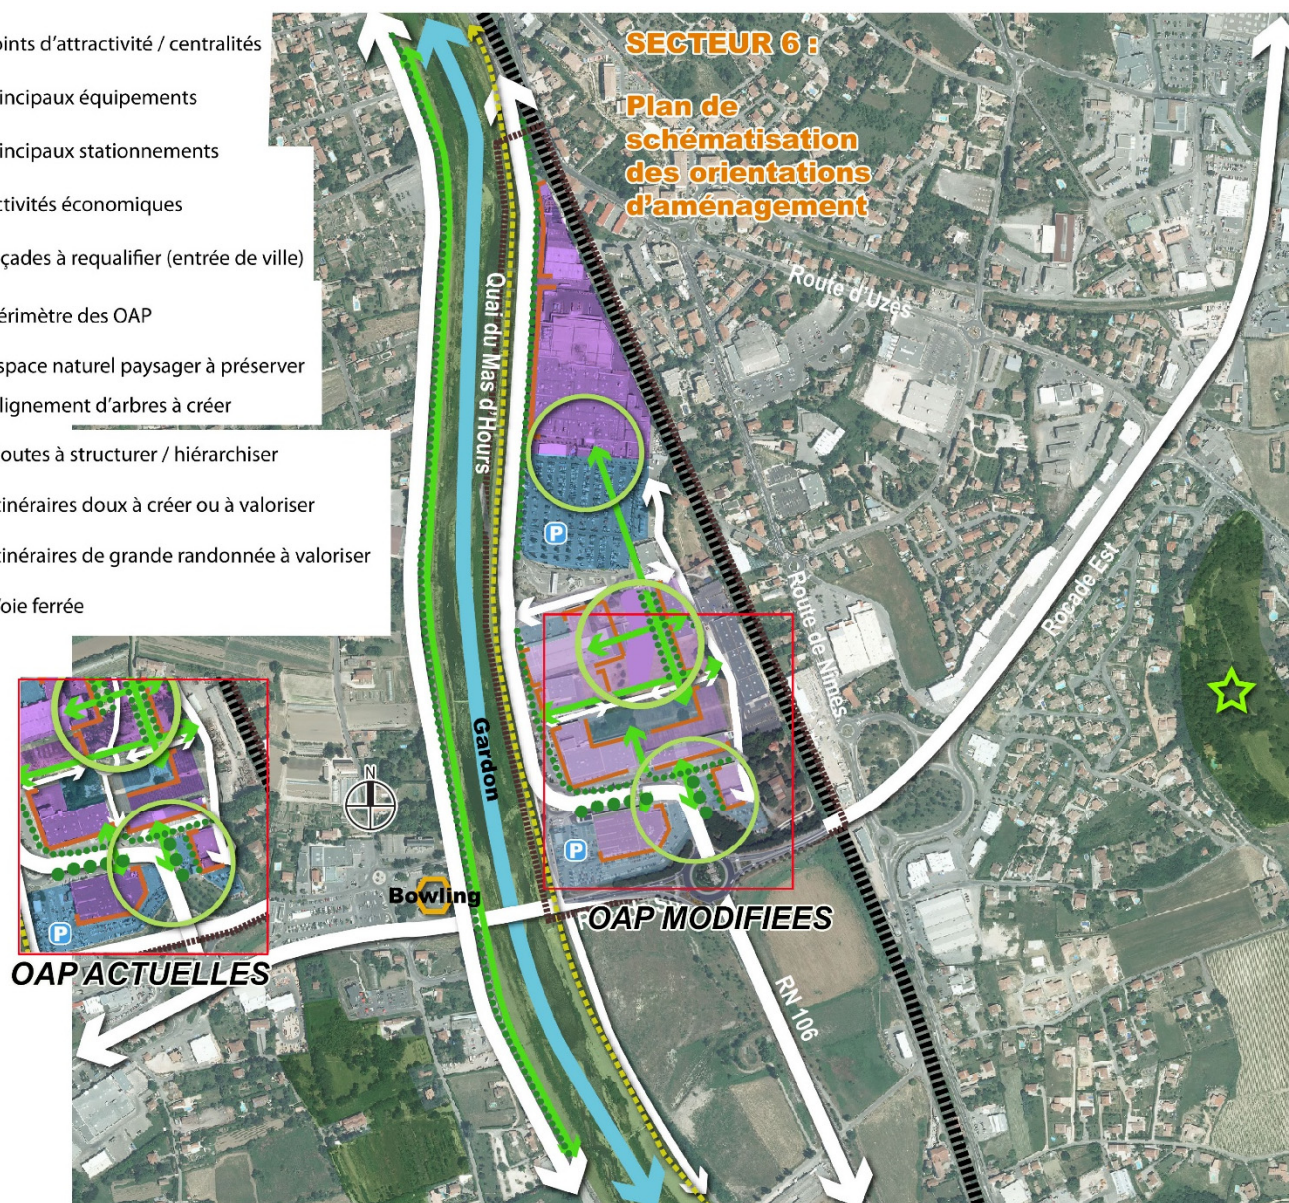 oints d'attractivité / centralités
incipaux équipements
incipaux stationnements
ctivités économiques
çades à requalifier (entrée de ville)
érimètre des OAP
space naturel paysager à préserver
lignement d'arbres à créer
outes à structurer / hiérarchiser
inéraires doux à créer ou à valoriser
inéraires de grande randonnée à valoriser
oie ferrée
SECTEUR 6 :
Plan de
schématisation
des orientations
d'aménagement
Route d'Uzès
Quai du Mas d'Hours
P
Route de Nîmes
Rocade Est
Gardon
N
P
Bowling
OAP MODIFIEES
P
OAP ACTUELLES
RN 106